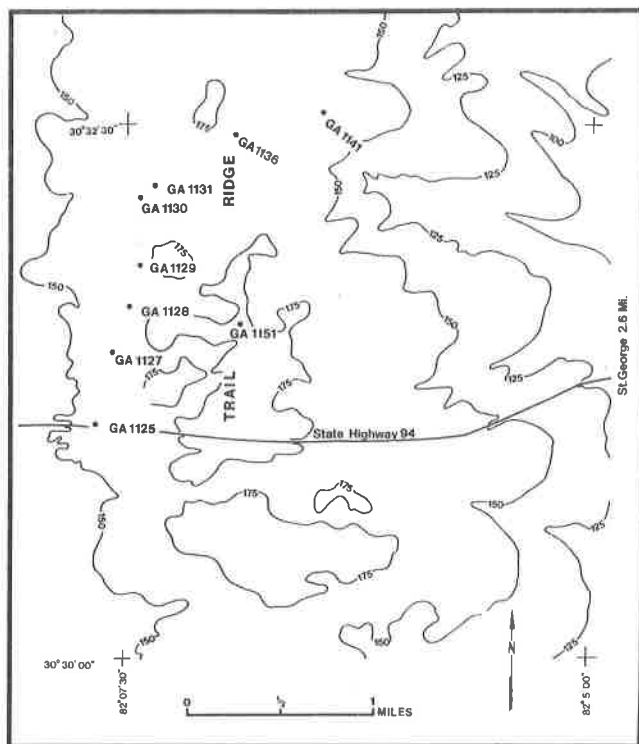 150
125
150
175
100
30° 32' 30"
GA 1141
GA 1136
RIDGE
150
125
GA 1131
GA 1130
125
175
GA 1129
150
GA 1128
175
150
GA 1151
St. George 2.6 Mi.
GA 1127
175
125
TRAIL
GA 1125
State Highway 94
175
175
150
150
125
175
150
150
125
30° 30' 00"
N
82° 07' 30"
82° 5' 00"
0 ½ 1
MILES